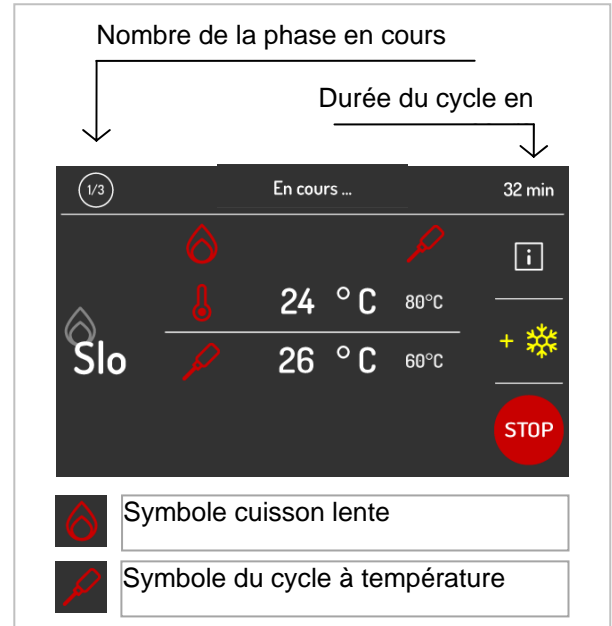 Nombre de la phase en cours
Durée du cycle en
1/3
En cours ...
32 min
24 °C 80°C
+
Slo
26 °C 60°C
STOP
Symbole cuisson lente
Symbole du cycle à température